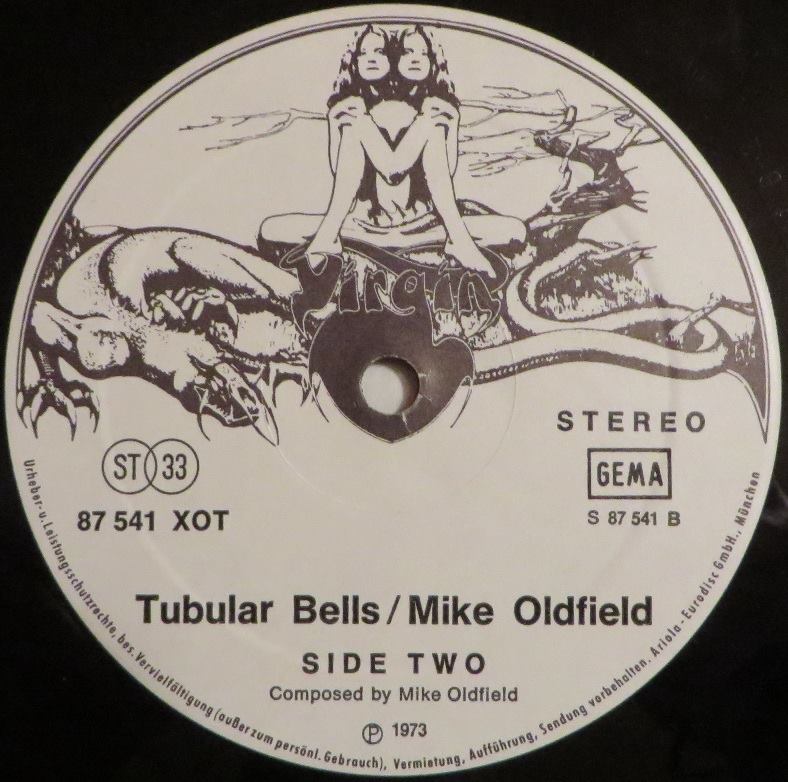 Virgin
STEREO
ST 33
GEMA
87 541 XOT
S 87 541 B
Tubular Bells / Mike Oldfield
SIDE TWO
Composed by Mike Oldfield
℗ 1973
Urheber- u. Leistungsschutzrechte, bes. Vervielfältigung (außer zum persönl. Gebrauch), Vermietung, Aufführung, Sendung vorbehalten. Ariola-Eurodisc GmbH., München